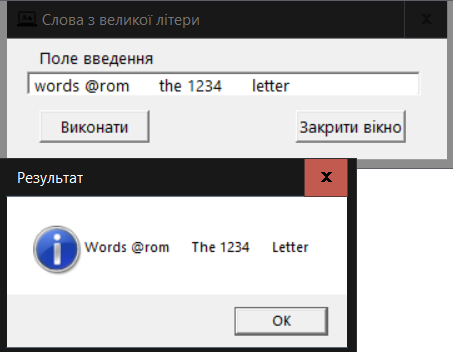 Слова з великої літери
Поле введення
words @rom the 1234 letter
Виконати Закрити вікно
Результат
Words @rom The 1234 Letter
OK